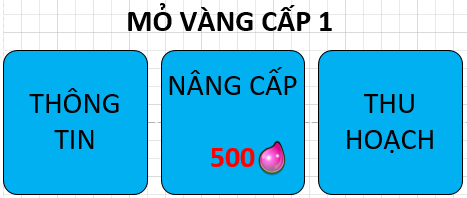 MỎ VÀNG CẤP 1
THÔNG
TIN
NÂNG CẤP
500
THU
HOẠCH